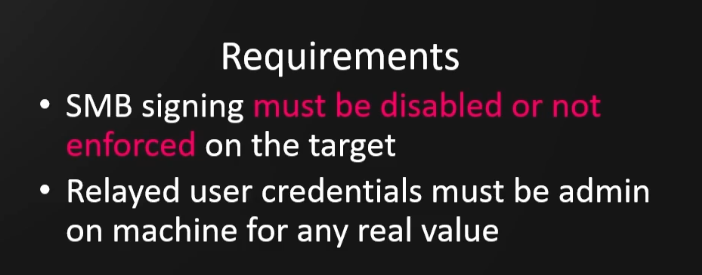 Requirements
• SMB signing must be disabled or not
enforced on the target
• Relayed user credentials must be admin
on machine for any real value